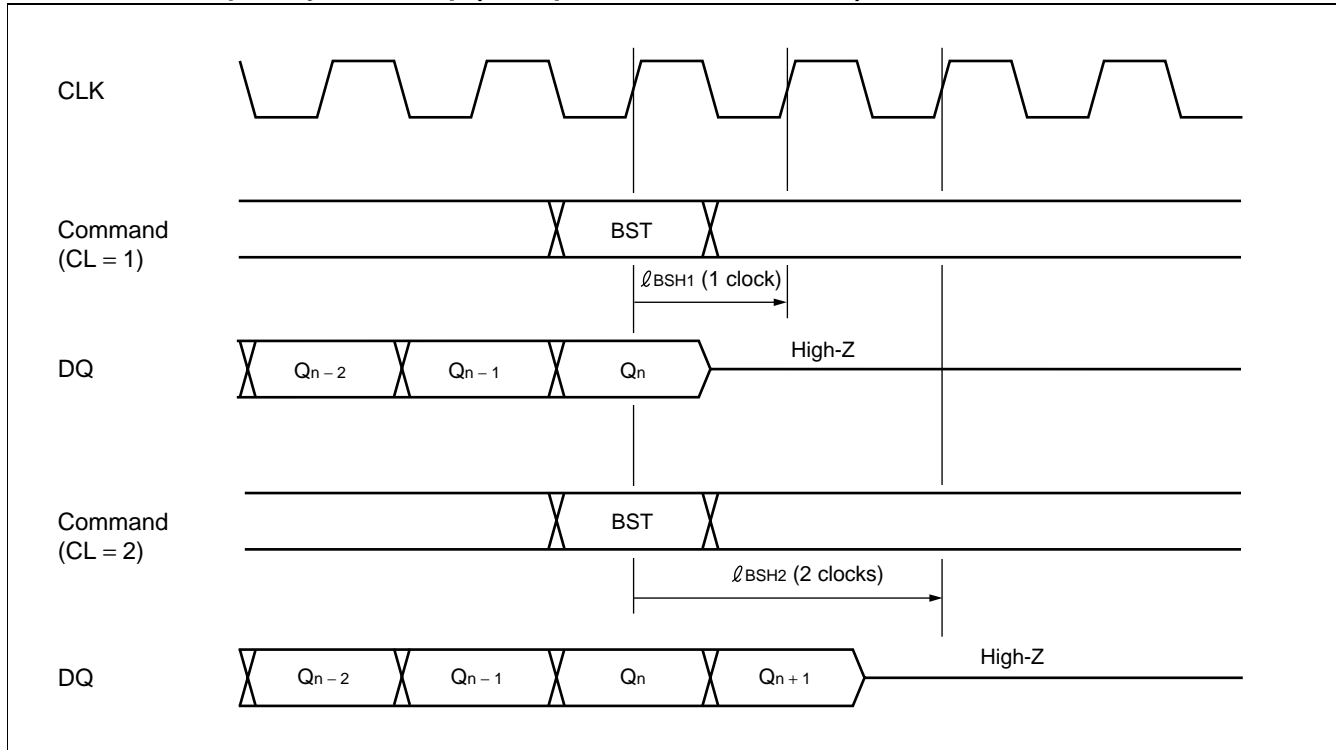 CLK
Command
(CL = 1)
BST
ℓBSH1 (1 clock)
DQ
Qn – 2
Qn – 1
Qn
High-Z
Command
(CL = 2)
BST
ℓBSH2 (2 clocks)
DQ
Qn – 2
Qn – 1
Qn
Qn + 1
High-Z